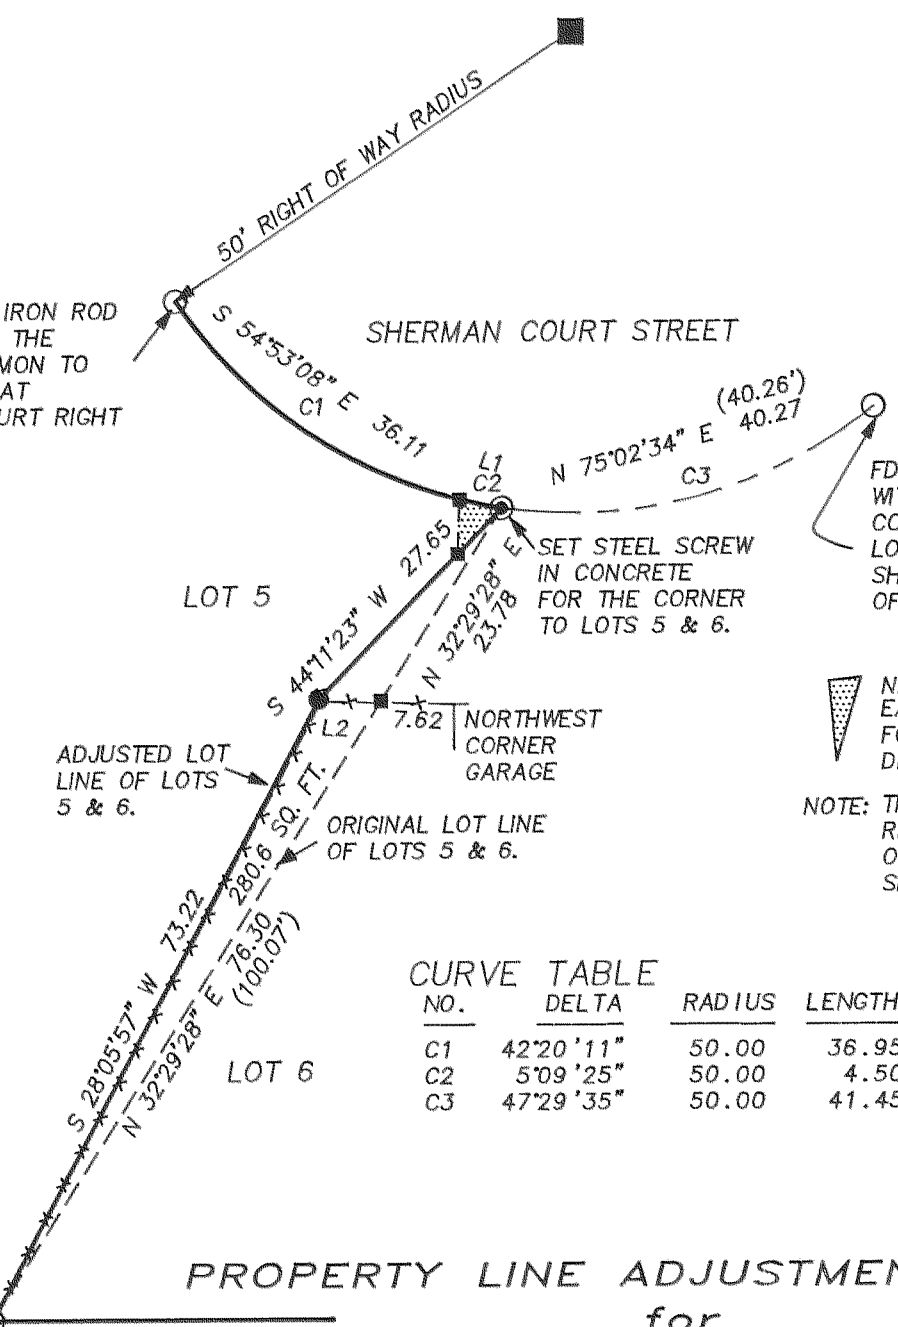 50' RIGHT OF WAY RADIUS
IRON ROD
THE
MON TO
AT
URT RIGHT
S 54°53'08" E 36.11
C1
SHERMAN COURT STREET
(40.26')
N 75°02'34" E 40.27
C3
L1
C2
FD
WI
CO
LO
SH
OF
SET STEEL SCREW
IN CONCRETE
FOR THE CORNER
TO LOTS 5 & 6.
LOT 5
S 44°11'23" W 27.65
N 32°29'28" E
23.78
L2
7.62
NORTHWEST
CORNER
GARAGE
ADJUSTED LOT
LINE OF LOTS
5 & 6.
280.6 SQ. FT.
ORIGINAL LOT LINE
OF LOTS 5 & 6.
N
EX
FO
D
NOTE: TH
R
O
S
S 28°05'57" W 73.22
N 32°29'28" E 76.30
(100.07')
LOT 6
CURVE TABLE
NO. DELTA RADIUS LENGTH
C1 42°20'11" 50.00 36.95
C2 5°09'25" 50.00 4.50
C3 47°29'35" 50.00 41.45
PROPERTY LINE ADJUSTMEN
for